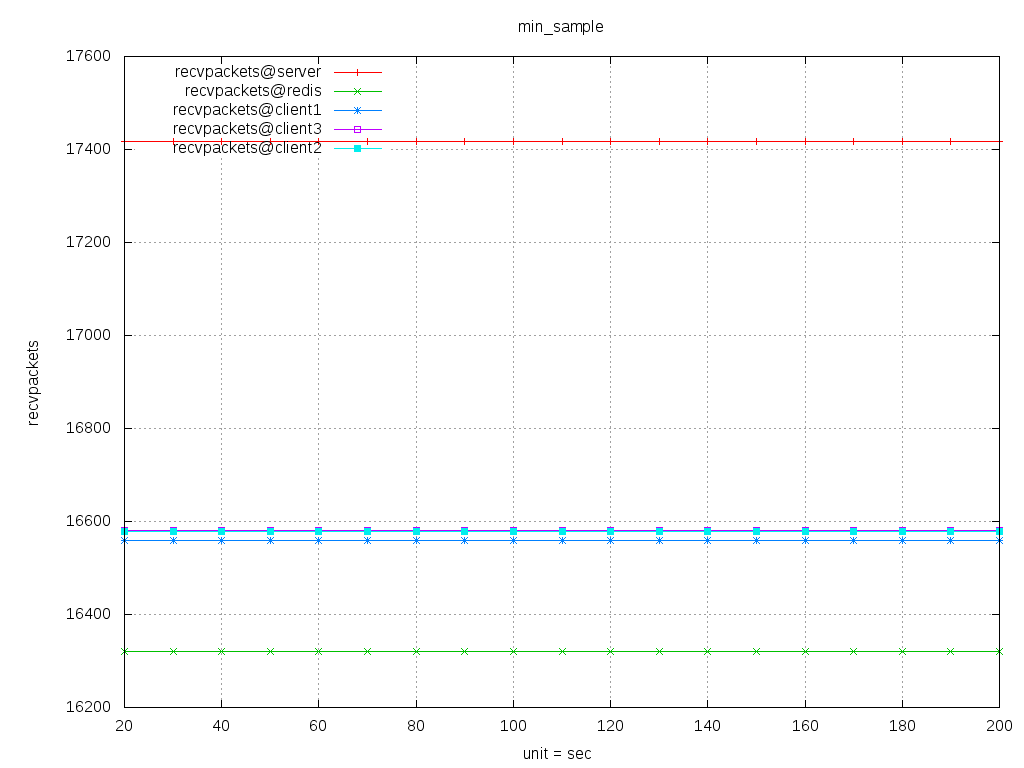 min_sample
17600
17400
17200
17000
16800
16600
16400
16200
recvpackets
recvpackets@server
recvpackets@redis
recvpackets@client1
recvpackets@client3
recvpackets@client2
20 40 60 80 100 120 140 160 180 200
unit = sec